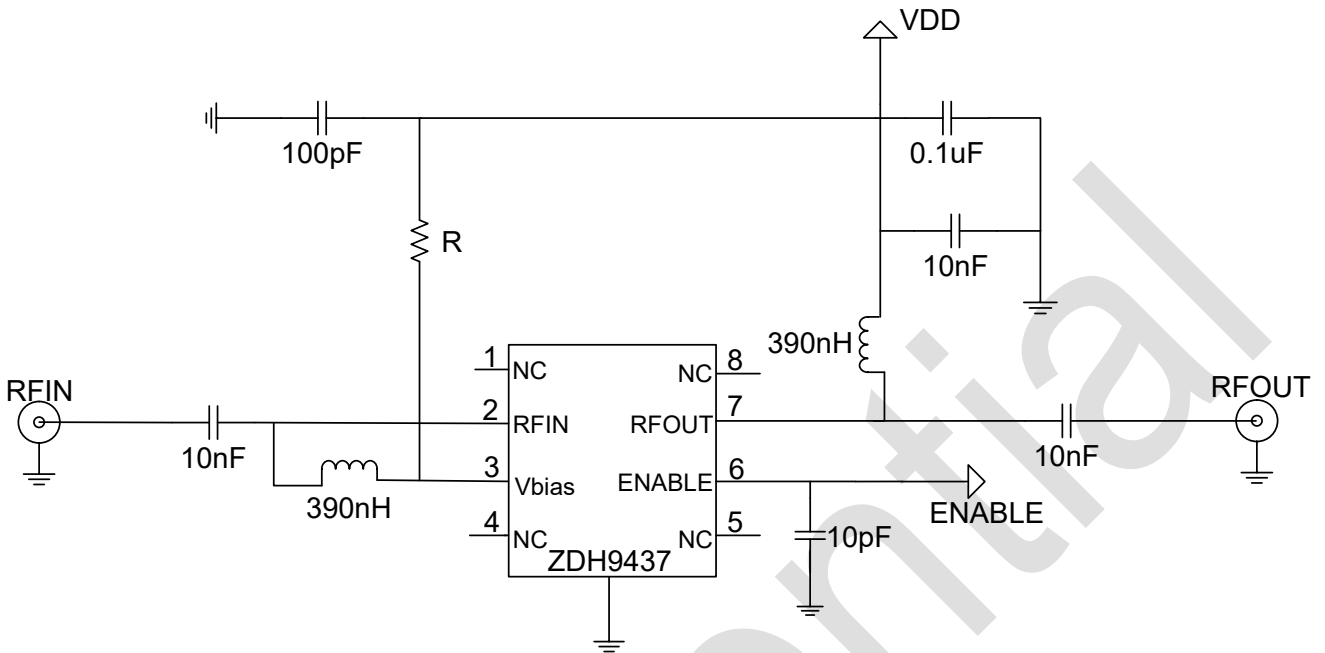 VDD
100pF
0.1uF
R
10nF
390nH
RFIN
10nF
390nH
1
NC
2
RFIN
3
Vbias
4
NC
8
NC
7
RFOUT
6
ENABLE
5
NC
ZDH9437
10nF
RFOUT
ENABLE
10pF
ntial